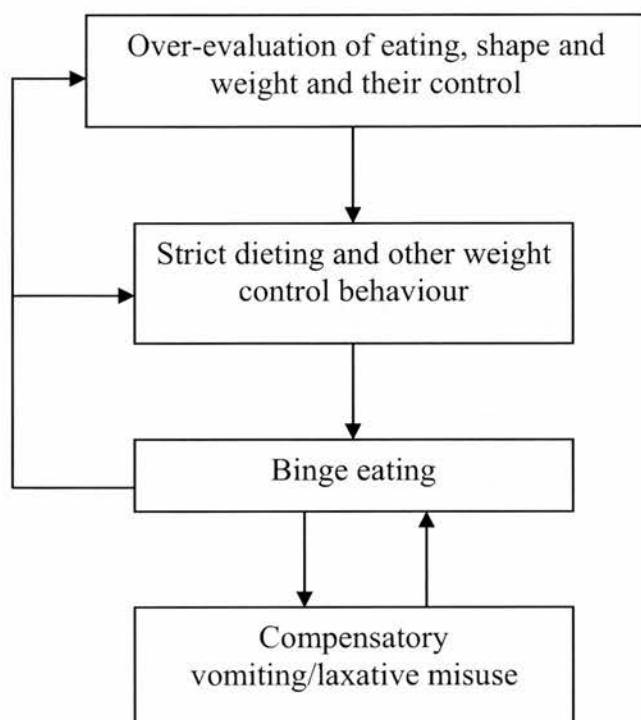 Over-evaluation of eating, shape and
weight and their control
Strict dieting and other weight
control behaviour
Binge eating
Compensatory
vomiting/laxative misuse